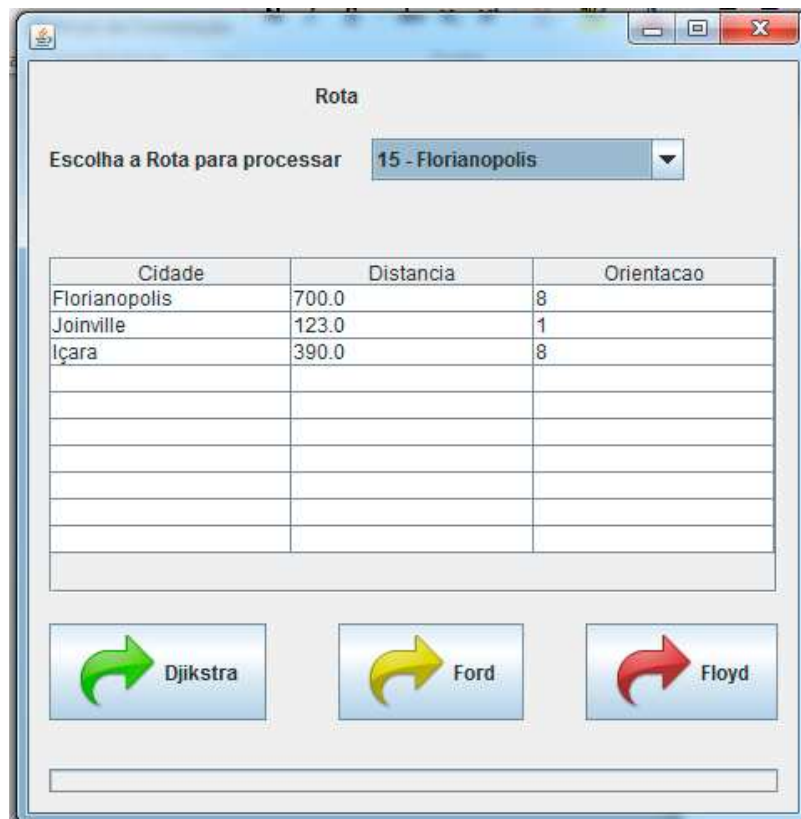 Rota
Escolha a Rota para processar 15 - Florianopolis
Cidade Distancia Orientacao
Florianopolis 700.0 8
Joinville 123.0 1
Içara 390.0 8
Djikstra Ford Floyd